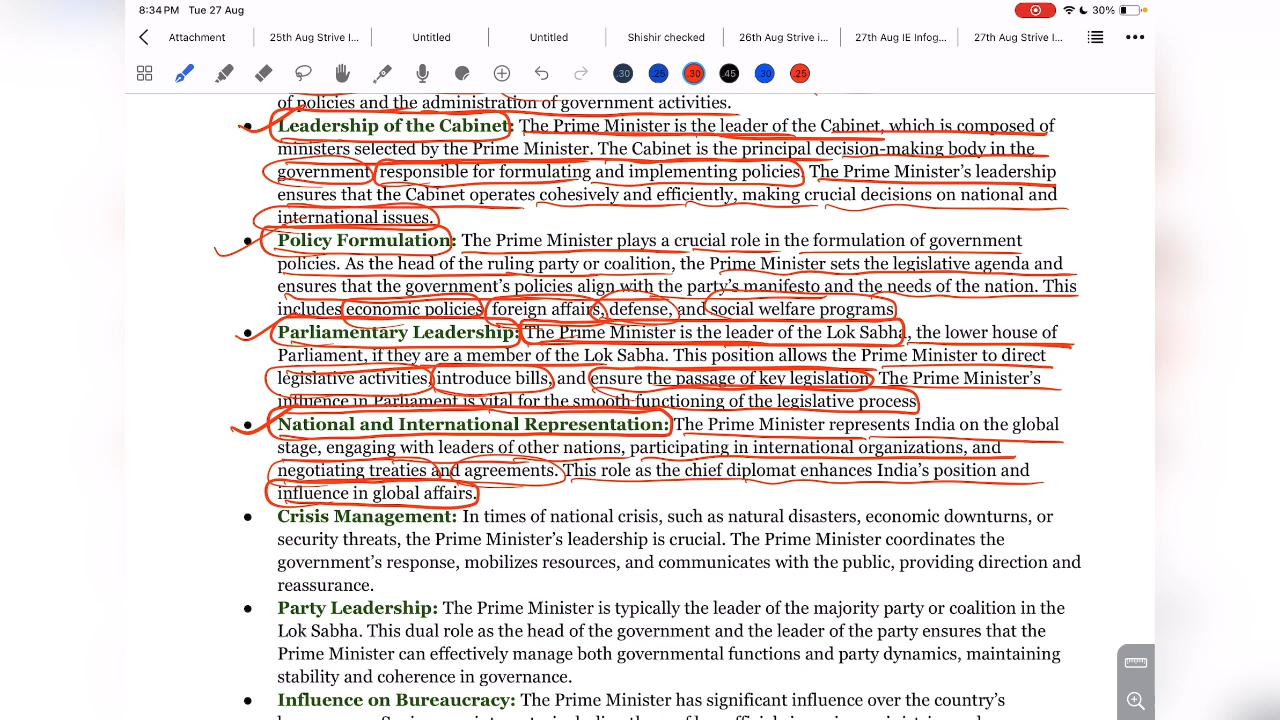 8:34 PM Tue 27 Aug
30%
Attachment
25th Aug Strive I...
Untitled
Untitled
Shishir checked
26th Aug Strive i...
27th Aug IE Infog...
27th Aug Strive I...
.30
.25
.30
.45
.30
.25
of policies and the administration of government activities.
Leadership of the Cabinet: The Prime Minister is the leader of the Cabinet, which is composed of
ministers selected by the Prime Minister. The Cabinet is the principal decision-making body in the
government responsible for formulating and implementing policies. The Prime Minister's leadership
ensures that the Cabinet operates cohesively and efficiently, making crucial decisions on national and
international issues.
Policy Formulation: The Prime Minister plays a crucial role in the formulation of government
policies. As the head of the ruling party or coalition, the Prime Minister sets the legislative agenda and
ensures that the government's policies align with the party's manifesto and the needs of the nation. This
includes economic policies, foreign affairs, defense, and social welfare programs.
Parliamentary Leadership: The Prime Minister is the leader of the Lok Sabha, the lower house of
Parliament, if they are a member of the Lok Sabha. This position allows the Prime Minister to direct
legislative activities, introduce bills, and ensure the passage of key legislation. The Prime Minister's
influence in Parliament is vital for the smooth functioning of the legislative process.
National and International Representation: The Prime Minister represents India on the global
stage, engaging with leaders of other nations, participating in international organizations, and
negotiating treaties and agreements. This role as the chief diplomat enhances India's position and
influence in global affairs.
Crisis Management: In times of national crisis, such as natural disasters, economic downturns, or
security threats, the Prime Minister's leadership is crucial. The Prime Minister coordinates the
government's response, mobilizes resources, and communicates with the public, providing direction and
reassurance.
Party Leadership: The Prime Minister is typically the leader of the majority party or coalition in the
Lok Sabha. This dual role as the head of the government and the leader of the party ensures that the
Prime Minister can effectively manage both governmental functions and party dynamics, maintaining
stability and coherence in governance.
Influence on Bureaucracy: The Prime Minister has significant influence over the country's